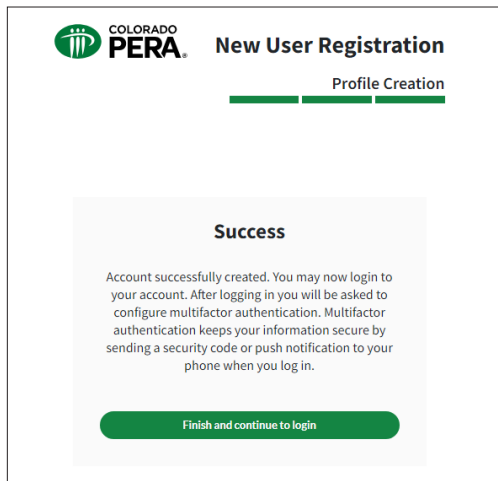 COLORADO
PERA®
New User Registration
Profile Creation
Success
Account successfully created. You may now login to
your account. After logging in you will be asked to
configure multifactor authentication. Multifactor
authentication keeps your information secure by
sending a security code or push notification to your
phone when you log in.
Finish and continue to login